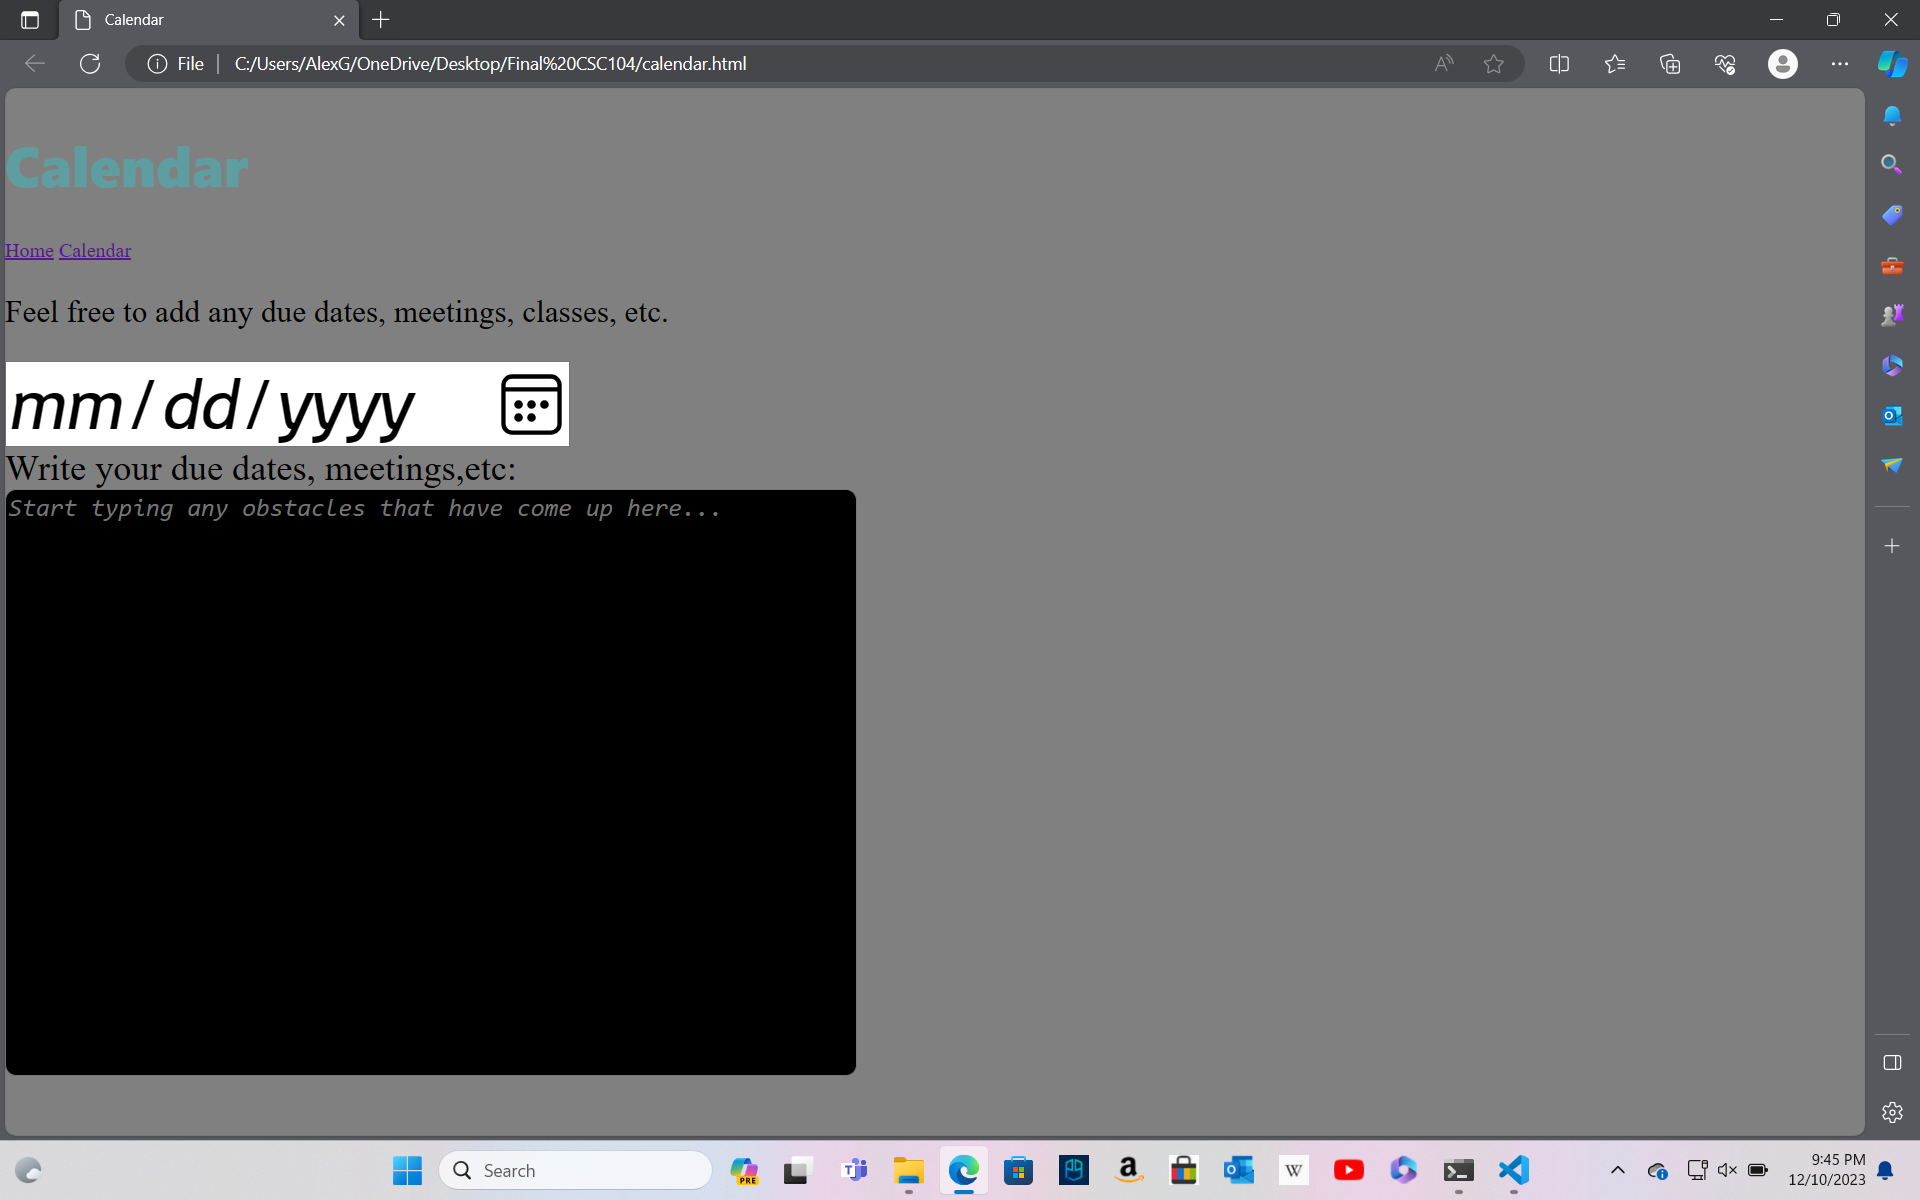 Calendar
File
C:/Users/AlexG/OneDrive/Desktop/Final%20CSC104/calendar.html
Calendar
Home Calendar
Feel free to add any due dates, meetings, classes, etc.
mm/dd/yyyy
Write your due dates, meetings,etc:
Start typing any obstacles that have come up here...
Search
PRE
W
9:45 PM
12/10/2023